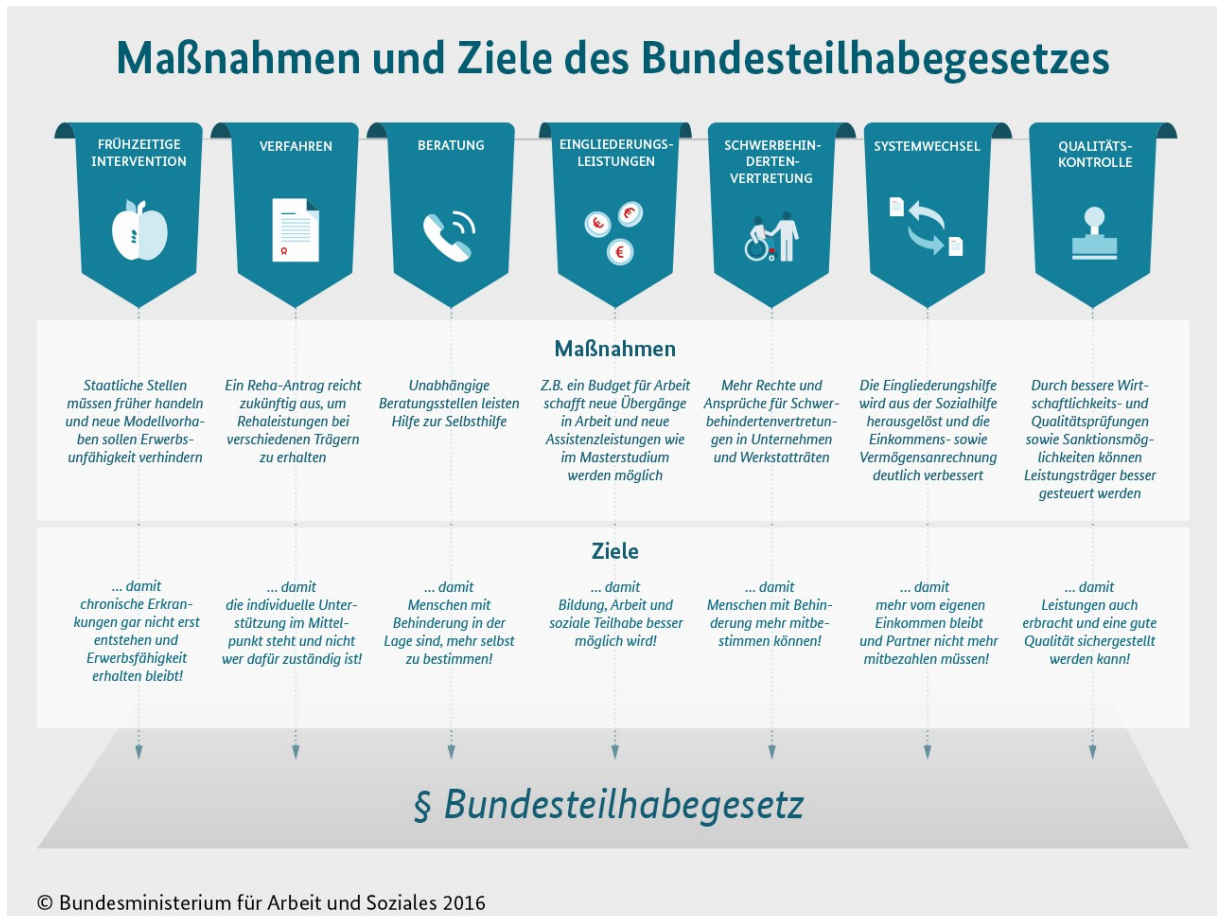 Maßnahmen und Ziele des Bundesteilhabegesetzes
FRÜHZEITIGE
INTERVENTION
VERFAHREN
BERATUNG
EINGLIEDERUNGS-
LEISTUNGEN
SCHWERBEHIN-
DERTEN-
VERTRETUNG
SYSTEMWECHSEL
QUALITÄTS-
KONTROLLE
€
€
€
Maßnahmen
Staatliche Stellen
müssen früher handeln
und neue Modellvorha-
ben sollen Erwerbs-
unfähigkeit verhindern
Ein Reha-Antrag reicht
zukünftig aus, um
Rehaleistungen bei
verschiedenen Trägern
zu erhalten
Unabhängige
Beratungsstellen leisten
Hilfe zur Selbsthilfe
Z.B. ein Budget für Arbeit
schafft neue Übergänge
in Arbeit und neue
Assistenzleistungen wie
im Masterstudium
werden möglich
Mehr Rechte und
Ansprüche für Schwer-
behindertenvertretun-
gen in Unternehmen
und Werkstatträten
Die Eingliederungshilfe
wird aus der Sozialhilfe
herausgelöst und die
Einkommens- sowie
Vermögensanrechnung
deutlich verbessert
Durch bessere Wirt-
schaftlichkeits- und
Qualitätsprüfungen
sowie Sanktionsmög-
lichkeiten können
Leistungsträger besser
gesteuert werden
Ziele
... damit
chronische Erkran-
kungen gar nicht erst
entstehen und
Erwerbsfähigkeit
erhalten bleibt!
... damit
die individuelle Unter-
stützung im Mittel-
punkt steht und nicht
wer dafür zuständig ist!
... damit
Menschen mit
Behinderung in der
Lage sind, mehr selbst
zu bestimmen!
... damit
Bildung, Arbeit und
soziale Teilhabe besser
möglich wird!
... damit
Menschen mit Behin-
derung mehr mitbe-
stimmen können!
... damit
mehr vom eigenen
Einkommen bleibt
und Partner nicht mehr
mitbezahlen müssen!
... damit
Leistungen auch
erbracht und eine gute
Qualität sichergestellt
werden kann!
§ Bundesteilhabegesetz
© Bundesministerium für Arbeit und Soziales 2016